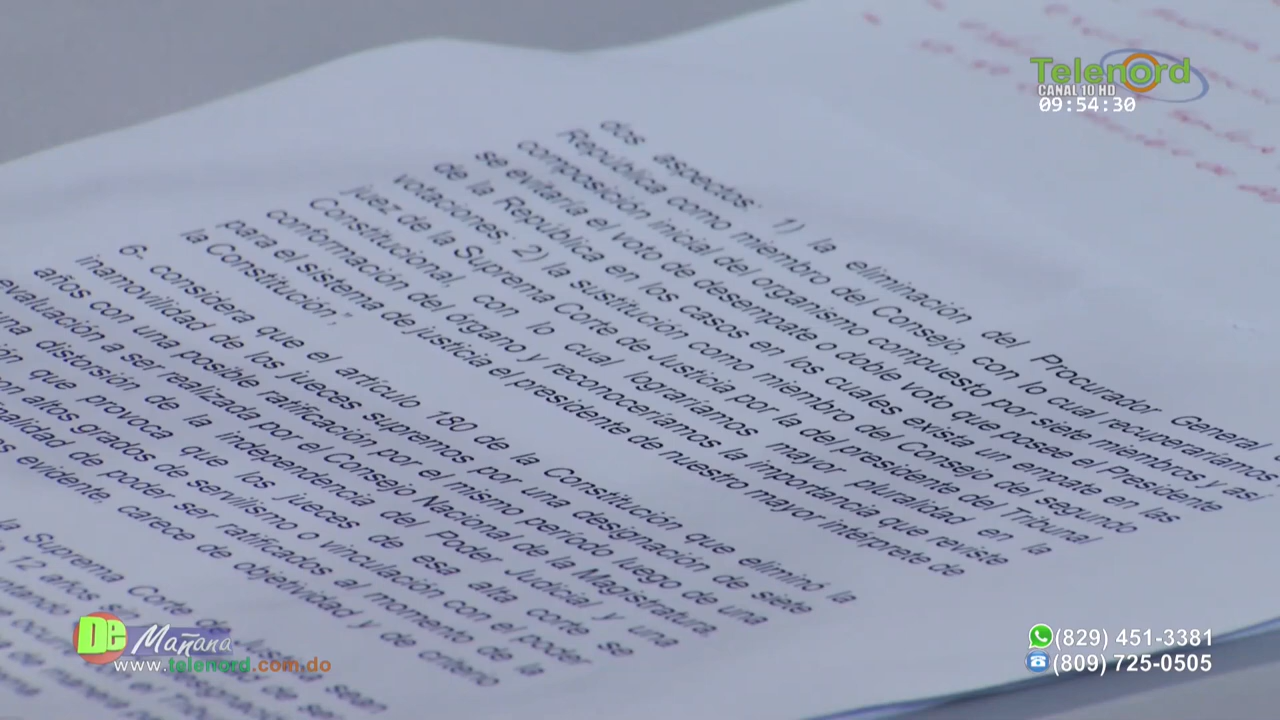 Telenord
CANAL 10 HD
09:54:30
dos aspectos: 1) la eliminación del Procurador General
República como miembro del Consejo, con lo cual recuperaríamos
composición inicial del organismo compuesto por siete miembros y así
se evitaría el voto de desempate o doble voto que posee el Presidente
de la República en los casos en los cuales exista un empate en las
votaciones; 2) la sustitución como miembro del Consejo del segundo
juez de la Suprema Corte de Justicia por la del presidente del Tribunal
Constitucional, con lo cual lograríamos mayor pluralidad en la
conformación del órgano y reconoceríamos la importancia que reviste
para el sistema de justicia el presidente de nuestro mayor intérprete de
la Constitución;"
6- considera que el artículo 180 de la Constitución que eliminó la
inamovilidad de los jueces supremos por una designación de siete
años con una posible ratificación por el mismo periodo luego de una
evaluación a ser realizada por el Consejo Nacional de la Magistratura
una distorsión de la independencia del Poder Judicial y una
que provoca que los jueces de esa alta corte se
con altos grados de servilismo o vinculación con el poder
finalidad de poder ser ratificados al momento de la
evidente, carece de objetividad y de criterio
la Suprema Corte de Justicia sean
12 años
De Mañana
www.telenord.com.do
(829) 451-3381
(809) 725-0505